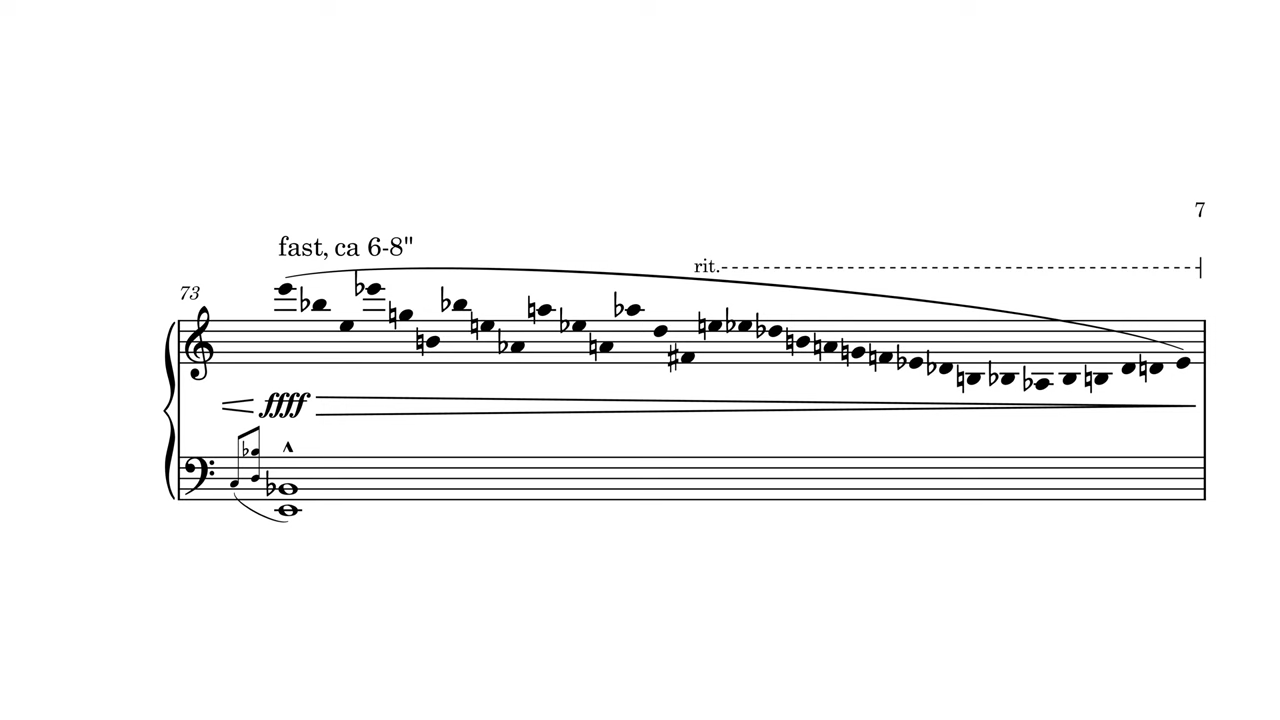 7
fast, ca 6-8"
rit.
73
ffff